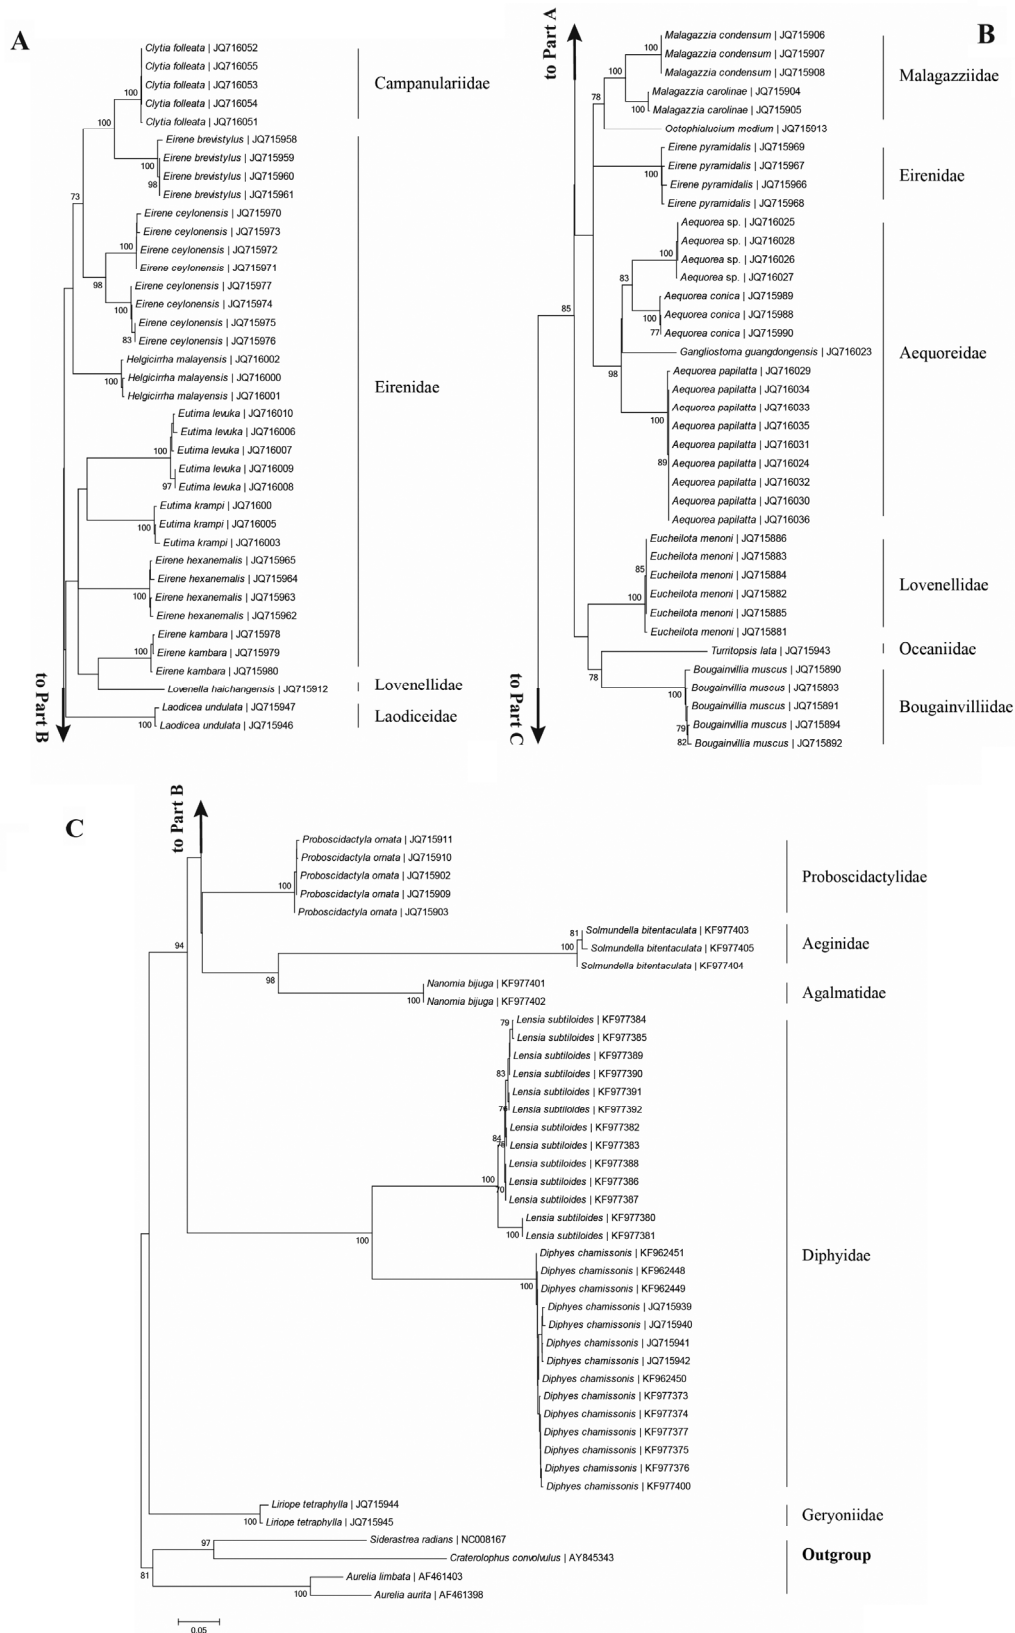 A
Clytia folleata | JQ716052
Clytia folleata | JQ716055
Clytia folleata | JQ716053
Clytia folleata | JQ716054
Clytia folleata | JQ716051
Campanulariidae
100
100
Eirene brevistylus | JQ715958
Eirene brevistylus | JQ715959
Eirene brevistylus | JQ715960
Eirene brevistylus | JQ715961
100
98
73
Eirene ceylonensis | JQ715970
Eirene ceylonensis | JQ715973
Eirene ceylonensis | JQ715972
Eirene ceylonensis | JQ715971
Eirene ceylonensis | JQ715977
Eirene ceylonensis | JQ715974
Eirene ceylonensis | JQ715975
Eirene ceylonensis | JQ715976
100
98
100
83
Helgicirrha malayensis | JQ716002
Helgicirrha malayensis | JQ716000
Helgicirrha malayensis | JQ716001
100
Eirenidae
Eutima levuka | JQ716010
Eutima levuka | JQ716006
Eutima levuka | JQ716007
Eutima levuka | JQ716009
Eutima levuka | JQ716008
100
97
Eutima krampi | JQ71600
Eutima krampi | JQ716005
Eutima krampi | JQ716003
100
Eirene hexanemalis | JQ715965
Eirene hexanemalis | JQ715964
Eirene hexanemalis | JQ715963
Eirene hexanemalis | JQ715962
100
Eirene kambara | JQ715978
Eirene kambara | JQ715979
Eirene kambara | JQ715980
100
Lovenella haichangensis | JQ715912
Lovenellidae
Laodicea undulata | JQ715947
Laodicea undulata | JQ715946
100
Laodiceidae
to Part B
B
to Part A
Malagazzia condensum | JQ715906
Malagazzia condensum | JQ715907
Malagazzia condensum | JQ715908
Malagazzia carolinae | JQ715904
Malagazzia carolinae | JQ715905
Octophialucium medium | JQ715913
100
100
100
78
Malagazziidae
Eirene pyramidalis | JQ715969
Eirene pyramidalis | JQ715967
Eirene pyramidalis | JQ715966
Eirene pyramidalis | JQ715968
100
Eirenidae
Aequorea sp. | JQ716025
Aequorea sp. | JQ716028
Aequorea sp. | JQ716026
Aequorea sp. | JQ716027
100
83
Aequorea conica | JQ715989
Aequorea conica | JQ715988
Aequorea conica | JQ715990
100
77
85
Gangliostoma guangdongensis | JQ716023
98
Aequoreidae
Aequorea papilatta | JQ716029
Aequorea papilatta | JQ716034
Aequorea papilatta | JQ716033
Aequorea papilatta | JQ716035
Aequorea papilatta | JQ716031
Aequorea papilatta | JQ716024
Aequorea papilatta | JQ716032
Aequorea papilatta | JQ716030
Aequorea papilatta | JQ716036
100
89
Eucheilota menoni | JQ715886
Eucheilota menoni | JQ715883
Eucheilota menoni | JQ715884
Eucheilota menoni | JQ715882
Eucheilota menoni | JQ715885
Eucheilota menoni | JQ715881
85
100
Lovenellidae
Turritopsis lata | JQ715943
Oceaniidae
78
Bougainvillia muscus | JQ715890
Bougainvillia muscus | JQ715893
Bougainvillia muscus | JQ715891
Bougainvillia muscus | JQ715894
Bougainvillia muscus | JQ715892
100
79
82
Bougainvilliidae
to Part C
C
to Part B
Proboscidactyla ornata | JQ715911
Proboscidactyla ornata | JQ715910
Proboscidactyla ornata | JQ715902
Proboscidactyla ornata | JQ715909
Proboscidactyla ornata | JQ715903
100
Proboscidactylidae
94
Solmundella bitentaculata | KF977403
Solmundella bitentaculata | KF977405
Solmundella bitentaculata | KF977404
81
100
Aeginidae
98
Nanomia bijuga | KF977401
Nanomia bijuga | KF977402
100
Agalmatidae
Lensia subtiloides | KF977384
Lensia subtiloides | KF977385
Lensia subtiloides | KF977389
Lensia subtiloides | KF977390
Lensia subtiloides | KF977391
Lensia subtiloides | KF977392
Lensia subtiloides | KF977382
Lensia subtiloides | KF977383
Lensia subtiloides | KF977388
Lensia subtiloides | KF977386
Lensia subtiloides | KF977387
Lensia subtiloides | KF977380
Lensia subtiloides | KF977381
79
83
84
100
70
100
100
Diphyidae
Diphyes chamissonis | KF962451
Diphyes chamissonis | KF962448
Diphyes chamissonis | KF962449
Diphyes chamissonis | JQ715939
Diphyes chamissonis | JQ715940
Diphyes chamissonis | JQ715941
Diphyes chamissonis | JQ715942
Diphyes chamissonis | KF962450
Diphyes chamissonis | KF977373
Diphyes chamissonis | KF977374
Diphyes chamissonis | KF977377
Diphyes chamissonis | KF977375
Diphyes chamissonis | KF977376
Diphyes chamissonis | KF977400
100
Liriope tetraphylla | JQ715944
Liriope tetraphylla | JQ715945
100
Geryoniidae
Siderastrea radians | NC008167
Craterolophus convolvulus | AY845343
97
Aurelia limbata | AF461403
Aurelia aurita | AF461398
81
100
Outgroup
0.05